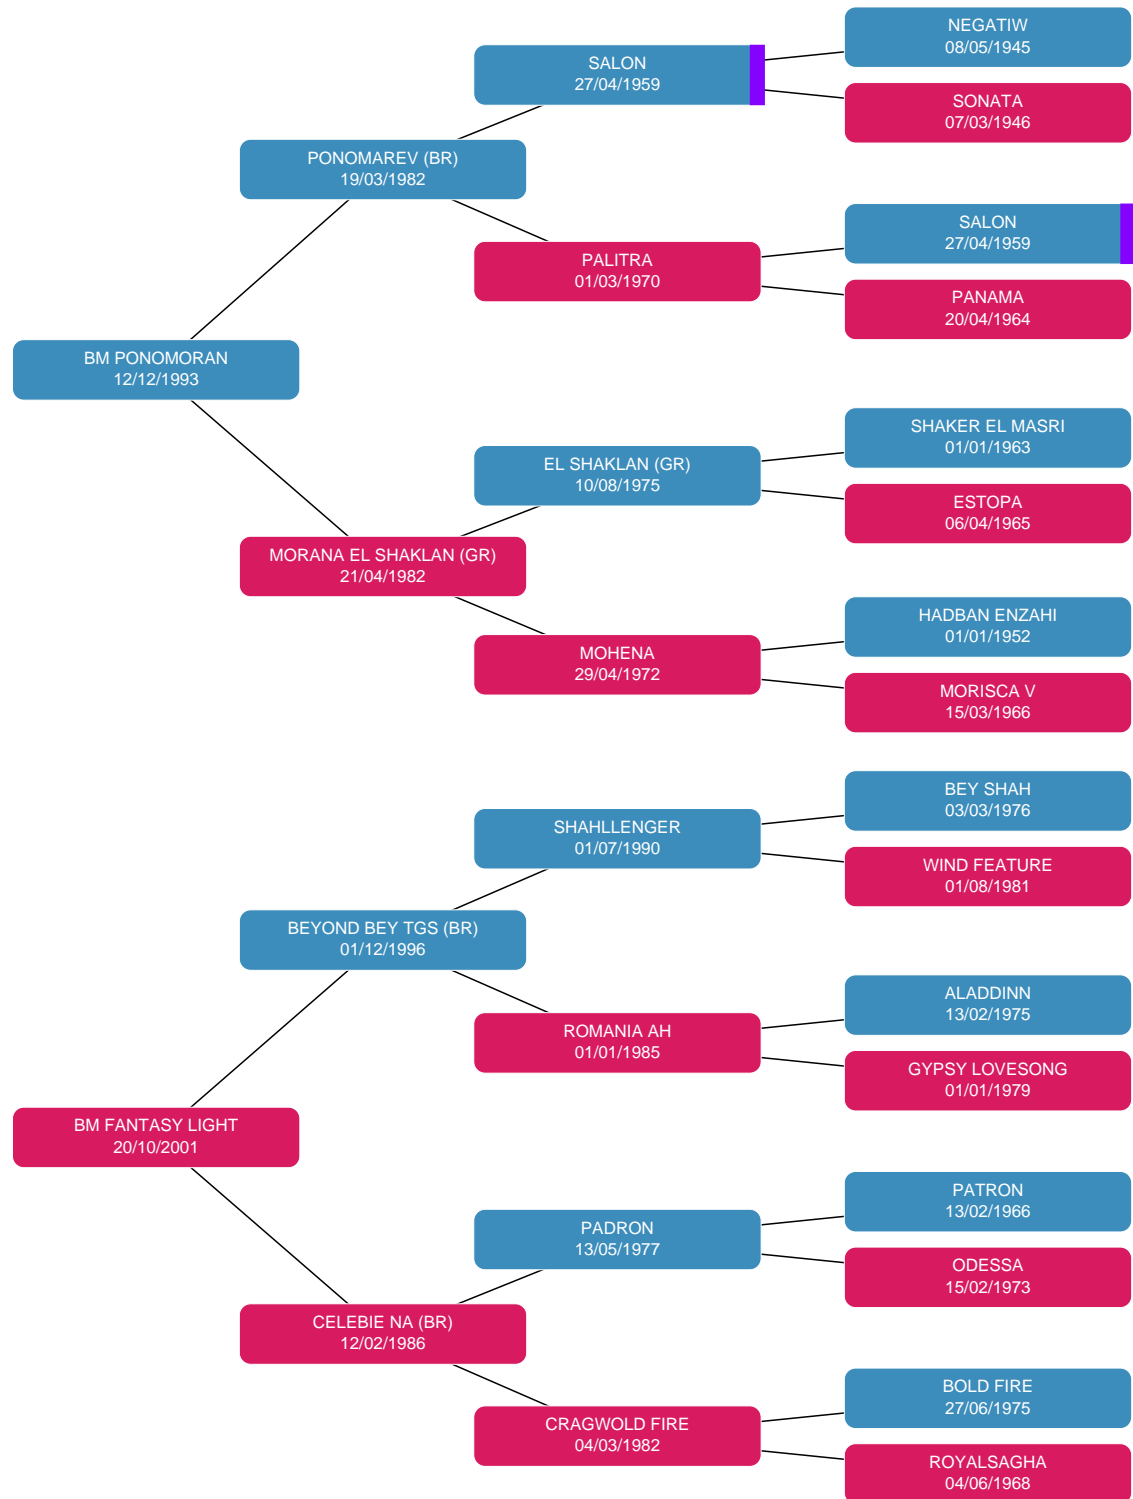 NEGATIW
08/05/1945
SALON
27/04/1959
SONATA
07/03/1946
PONOMAREV (BR)
19/03/1982
SALON
27/04/1959
PALITRA
01/03/1970
PANAMA
20/04/1964
BM PONOMORAN
12/12/1993
SHAKER EL MASRI
01/01/1963
EL SHAKLAN (GR)
10/08/1975
ESTOPA
06/04/1965
MORANA EL SHAKLAN (GR)
21/04/1982
HADBAN ENZAHI
01/01/1952
MOHENA
29/04/1972
MORISCA V
15/03/1966
BEY SHAH
03/03/1976
SHAHLLENGER
01/07/1990
WIND FEATURE
01/08/1981
BEYOND BEY TGS (BR)
01/12/1996
ALADDINN
13/02/1975
ROMANIA AH
01/01/1985
GYPSY LOVESONG
01/01/1979
BM FANTASY LIGHT
20/10/2001
PATRON
13/02/1966
PADRON
13/05/1977
ODESSA
15/02/1973
CELEBIE NA (BR)
12/02/1986
BOLD FIRE
27/06/1975
CRAGWOLD FIRE
04/03/1982
ROYALSAGHA
04/06/1968